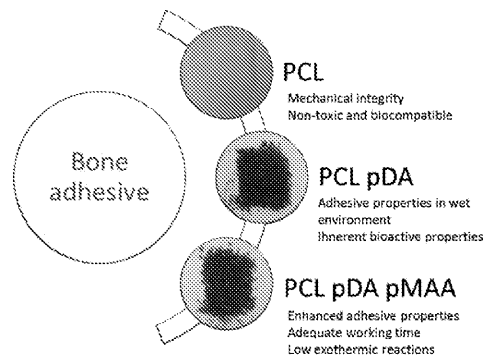 Bone
adhesive
PCL
Mechanical integrity
Non-toxic and biocompatible
PCL pDA
Adhesive properties in wet
environment
Ihnerent bioactive properties
PCL pDA pMAA
Enhanced adhesive properties
Adequate working time
Low exothermic reactions